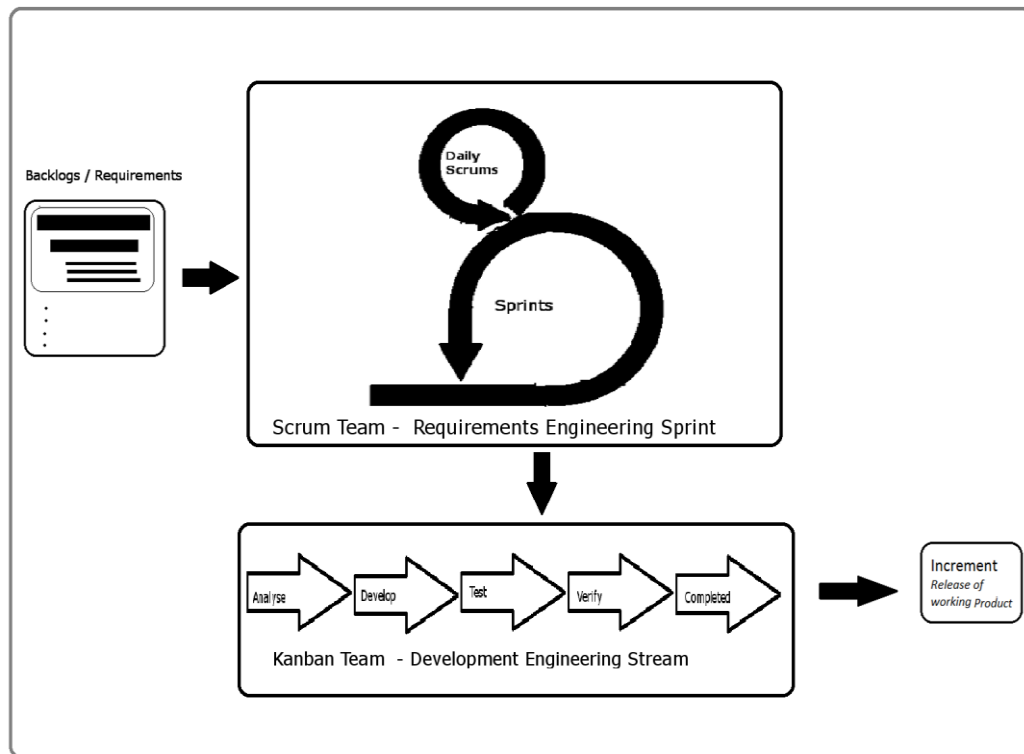 Backlogs / Requirements
Daily
Scrums
Sprints
Scrum Team - Requirements Engineering Sprint
Analyse
Develop
Test
Verify
Completed
Kanban Team - Development Engineering Stream
Increment
Release of
working Product